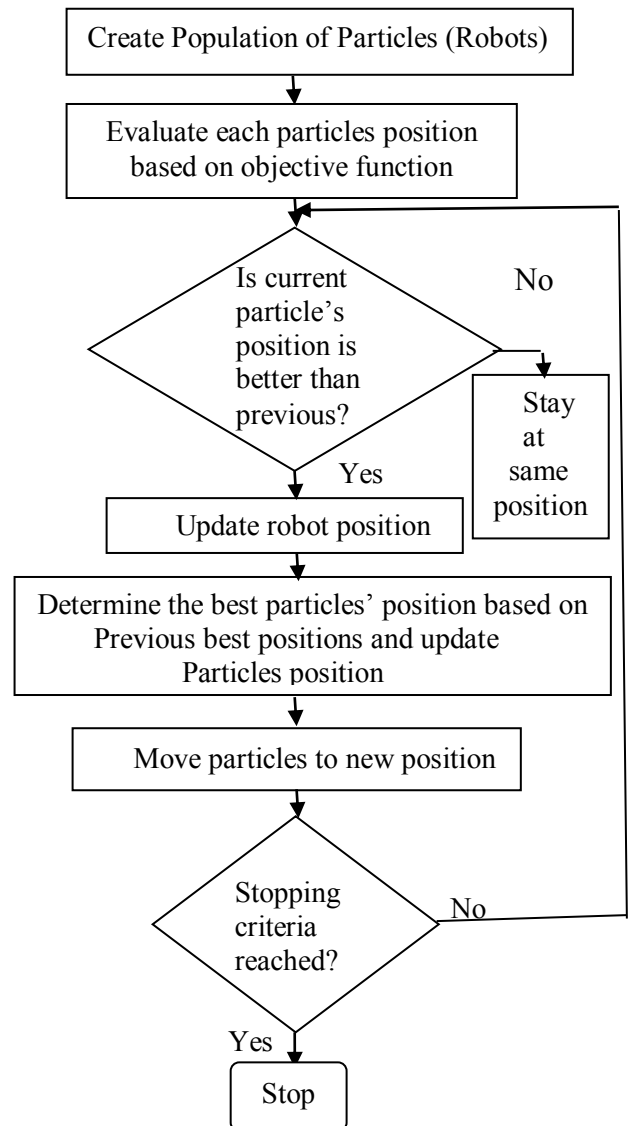 Create Population of Particles (Robots)
Evaluate each particles position
based on objective function
Is current
particle’s
position is
better than
previous?
No
Stay
at
same
position
Yes
Update robot position
Determine the best particles’ position based on
Previous best positions and update
Particles position
Move particles to new position
Stopping
criteria
reached?
No
Yes
Stop